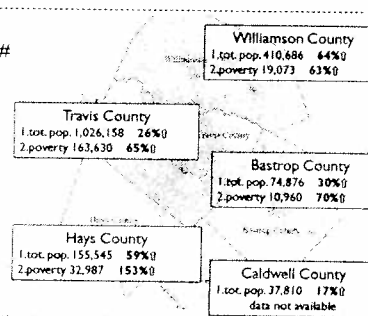 #
Williamson County
1.tot. pop. 410,686 64%⇧
2.poverty 19,073 63%⇧
Travis County
1.tot. pop. 1,026,158 26%⇧
2.poverty 163,630 65%⇧
Bastrop County
1.tot. pop. 74,876 30%⇧
2.poverty 10,960 70%⇧
Hays County
1.tot. pop. 155,545 59%⇧
2.poverty 32,987 153%⇧
Bastrop County
Caldwell County
1.tot. pop. 37,810 17%⇧
data not available